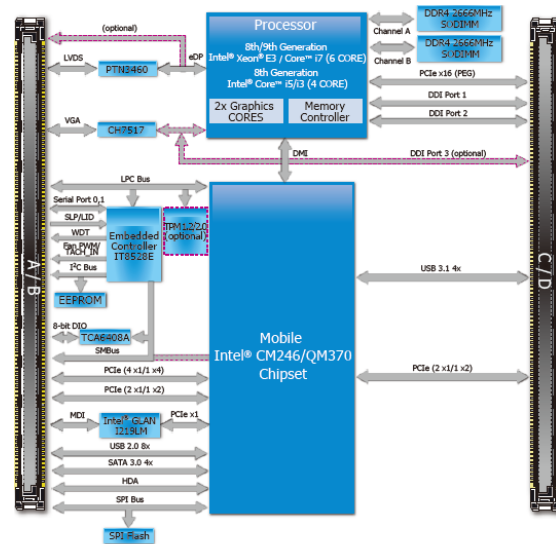 (optional)
Processor
8th/9th Generation
Intel® Xeon® E3 / Core™ i7 (6 CORE)
8th Generation
Intel® Core™ i5/i3 (4 CORE)
2x Graphics
CORES
Memory
Controller
DDR4 2666MHz
SODIMM
Channel A
DDR4 2666MHz
SODIMM
Channel B
LVDS
PTN3460
eDP
PCIe x16 (PEG)
DDI Port 1
DDI Port 2
VGA
CH7517
DMI
DDI Port 3 (optional)
LPC Bus
Serial Port 0,1
SLP/LID
WDT
Fan PWM/
TACH_IN
I²C Bus
Embedded
Controller
IT8528E
TPM1.2/2.0
(optional)
EEPROM
8-bit DIO
TCA6408A
SMBus
A / B
C / D
USB 3.1 4x
Mobile
Intel® CM246/QM370
Chipset
PCIe (4 x1/1 x4)
PCIe (2 x1/1 x2)
PCIe (2 x1/1 x2)
MDI
Intel® GLAN
I219LM
PCIe x1
USB 2.0 8x
SATA 3.0 4x
HDA
SPI Bus
SPI Flash